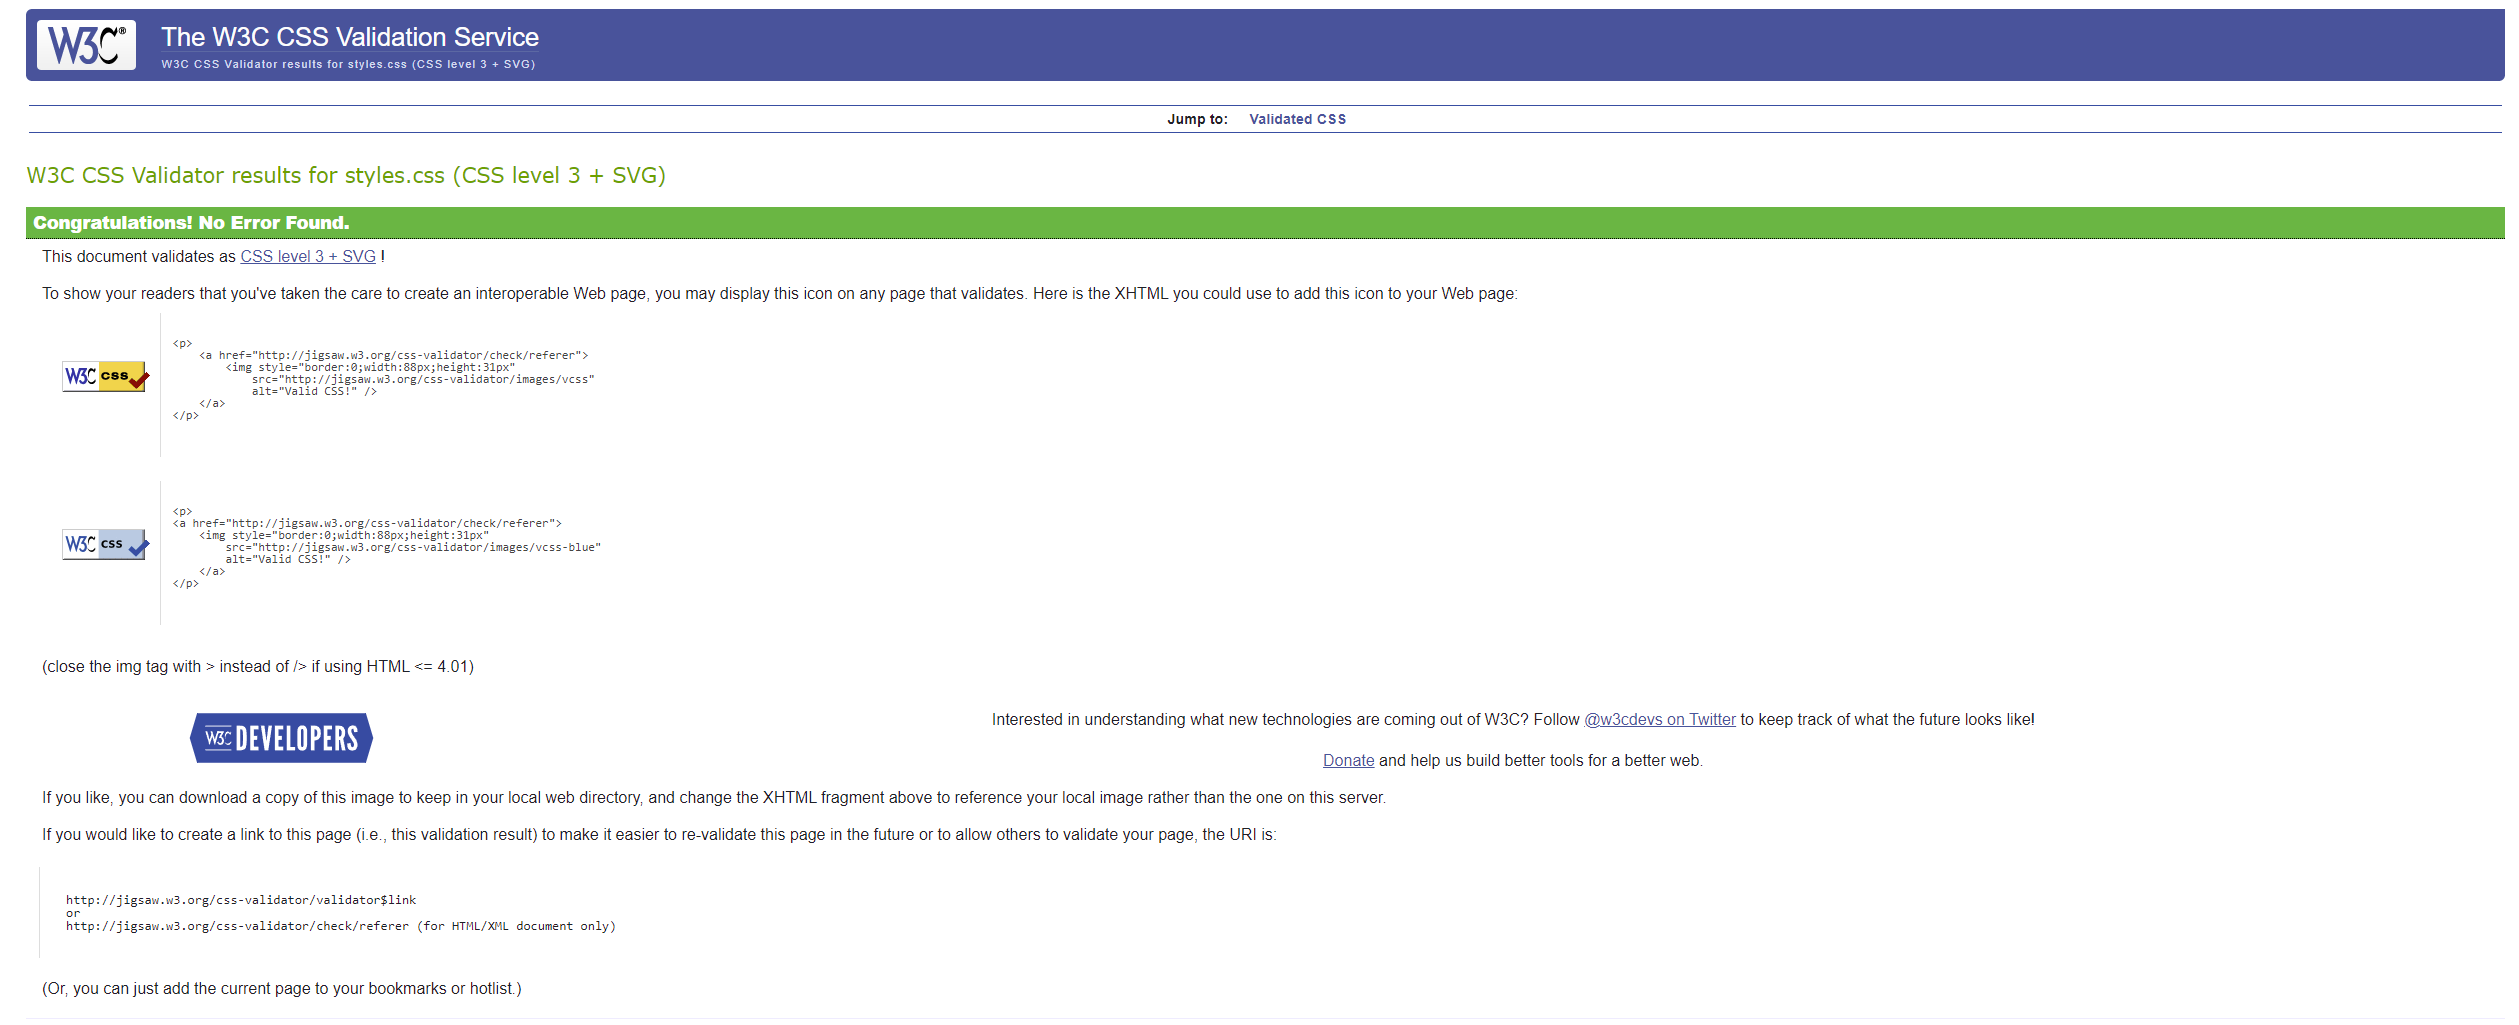 W3C®
The W3C CSS Validation Service
W3C CSS Validator results for styles.css (CSS level 3 + SVG)
Jump to: Validated CSS
W3C CSS Validator results for styles.css (CSS level 3 + SVG)
Congratulations! No Error Found.
This document validates as CSS level 3 + SVG !
To show your readers that you've taken the care to create an interoperable Web page, you may display this icon on any page that validates. Here is the XHTML you could use to add this icon to your Web page:
W3C css
<p>
<a href="http://jigsaw.w3.org/css-validator/check/referer">
<img style="border:0;width:88px;height:31px"
src="http://jigsaw.w3.org/css-validator/images/vcss"
alt="Valid CSS!" />
</a>
</p>
W3C css
<p>
<a href="http://jigsaw.w3.org/css-validator/check/referer">
<img style="border:0;width:88px;height:31px"
src="http://jigsaw.w3.org/css-validator/images/vcss-blue"
alt="Valid CSS!" />
</a>
</p>
(close the img tag with > instead of /> if using HTML <= 4.01)
W3C DEVELOPERS
Interested in understanding what new technologies are coming out of W3C? Follow @w3cdevs on Twitter to keep track of what the future looks like!
Donate and help us build better tools for a better web.
If you like, you can download a copy of this image to keep in your local web directory, and change the XHTML fragment above to reference your local image rather than the one on this server.
If you would like to create a link to this page (i.e., this validation result) to make it easier to re-validate this page in the future or to allow others to validate your page, the URI is:
http://jigsaw.w3.org/css-validator/validator$link
or
http://jigsaw.w3.org/css-validator/check/referer (for HTML/XML document only)
(Or, you can just add the current page to your bookmarks or hotlist.)